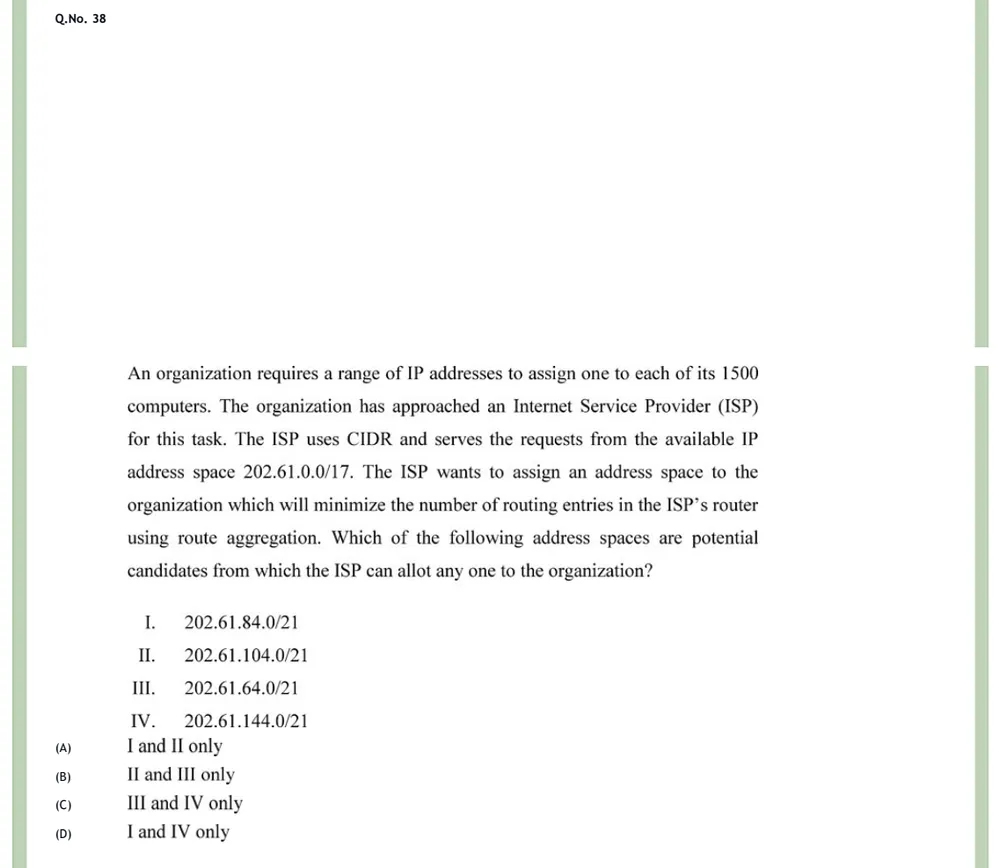 Q.No. 38
An organization requires a range of IP addresses to assign one to each of its 1500
computers. The organization has approached an Internet Service Provider (ISP)
for this task. The ISP uses CIDR and serves the requests from the available IP
address space 202.61.0.0/17. The ISP wants to assign an address space to the
organization which will minimize the number of routing entries in the ISP's router
using route aggregation. Which of the following address spaces are potential
candidates from which the ISP can allot any one to the organization?
I. 202.61.84.0/21
II. 202.61.104.0/21
III. 202.61.64.0/21
IV. 202.61.144.0/21
(A) I and II only
(B) II and III only
(C) III and IV only
(D) I and IV only